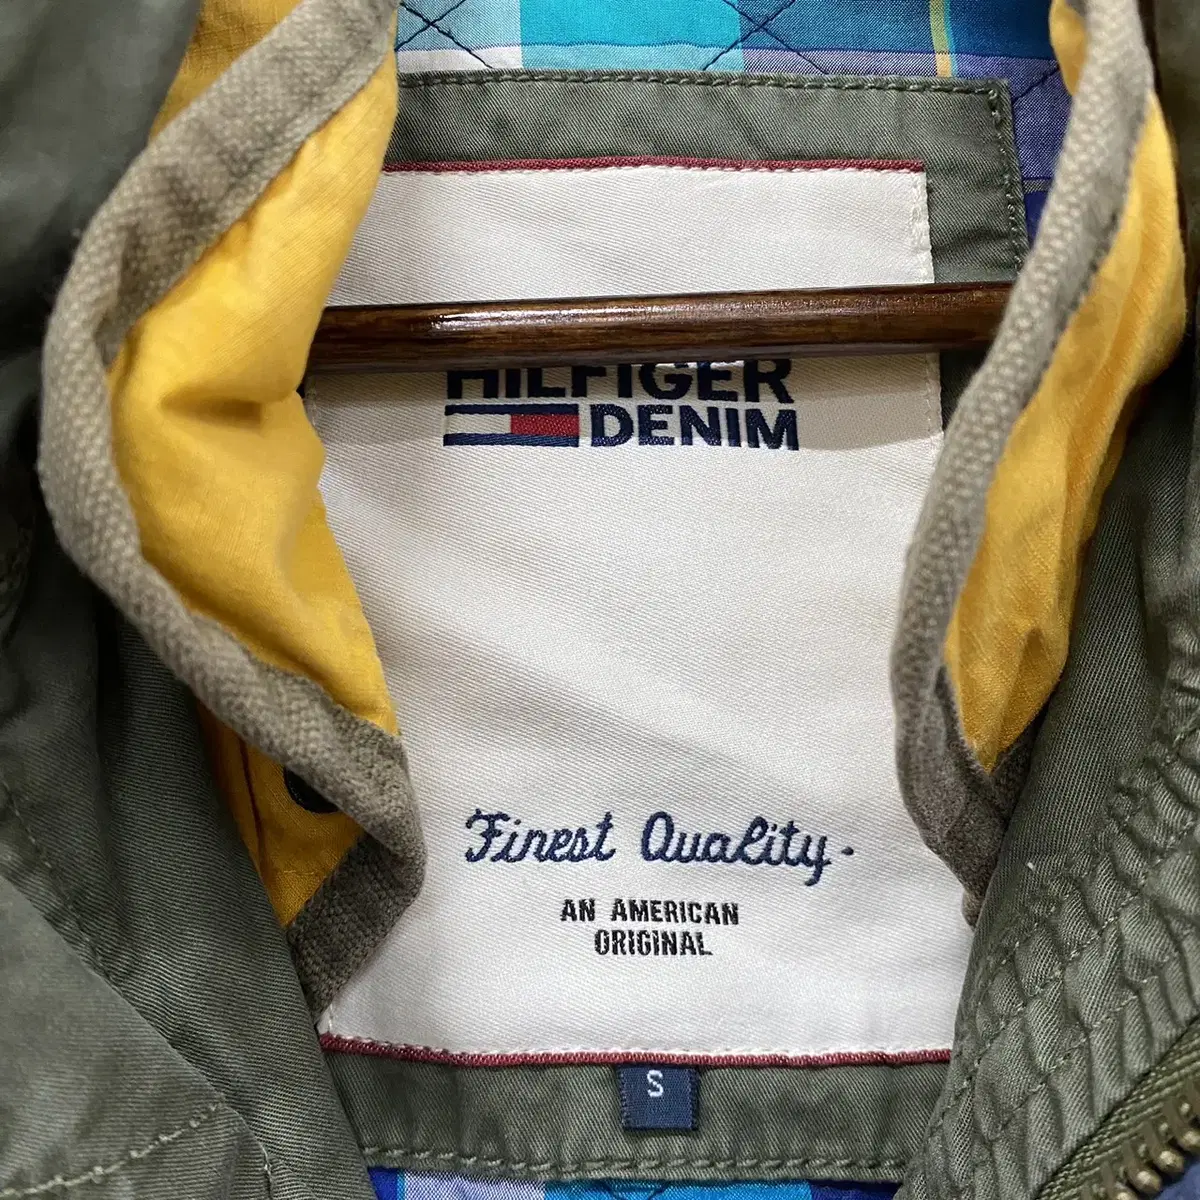 HILFIGER
DENIM
Finest Quality.
AN AMERICAN
ORIGINAL
S